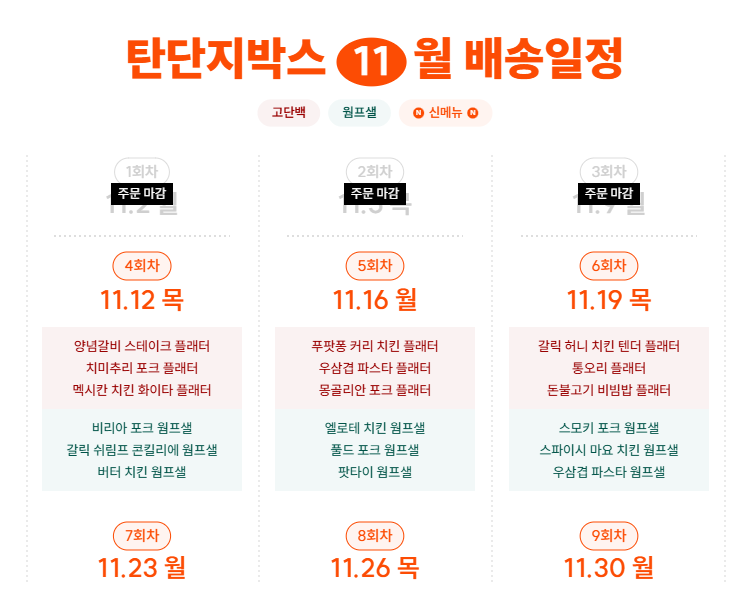 탄단지박스 11월 배송일정
고단백 웜프샐 N 신메뉴 N
1회차
주문 마감
11.2 월
2회차
주문 마감
11.5 목
3회차
주문 마감
11.9 월
4회차
11.12 목
양념갈비 스테이크 플래터
치미추리 포크 플래터
멕시칸 치킨 화이타 플래터
비리아 포크 웜프샐
갈릭 쉬림프 콘킬리에 웜프샐
버터 치킨 웜프샐
5회차
11.16 월
푸팟퐁 커리 치킨 플래터
우삼겹 파스타 플래터
몽골리안 포크 플래터
엘로테 치킨 웜프샐
풀드 포크 웜프샐
팟타이 웜프샐
6회차
11.19 목
갈릭 허니 치킨 텐더 플래터
통오리 플래터
돈불고기 비빔밥 플래터
스모키 포크 웜프샐
스파이시 마요 치킨 웜프샐
우삼겹 파스타 웜프샐
7회차
11.23 월
8회차
11.26 목
9회차
11.30 월